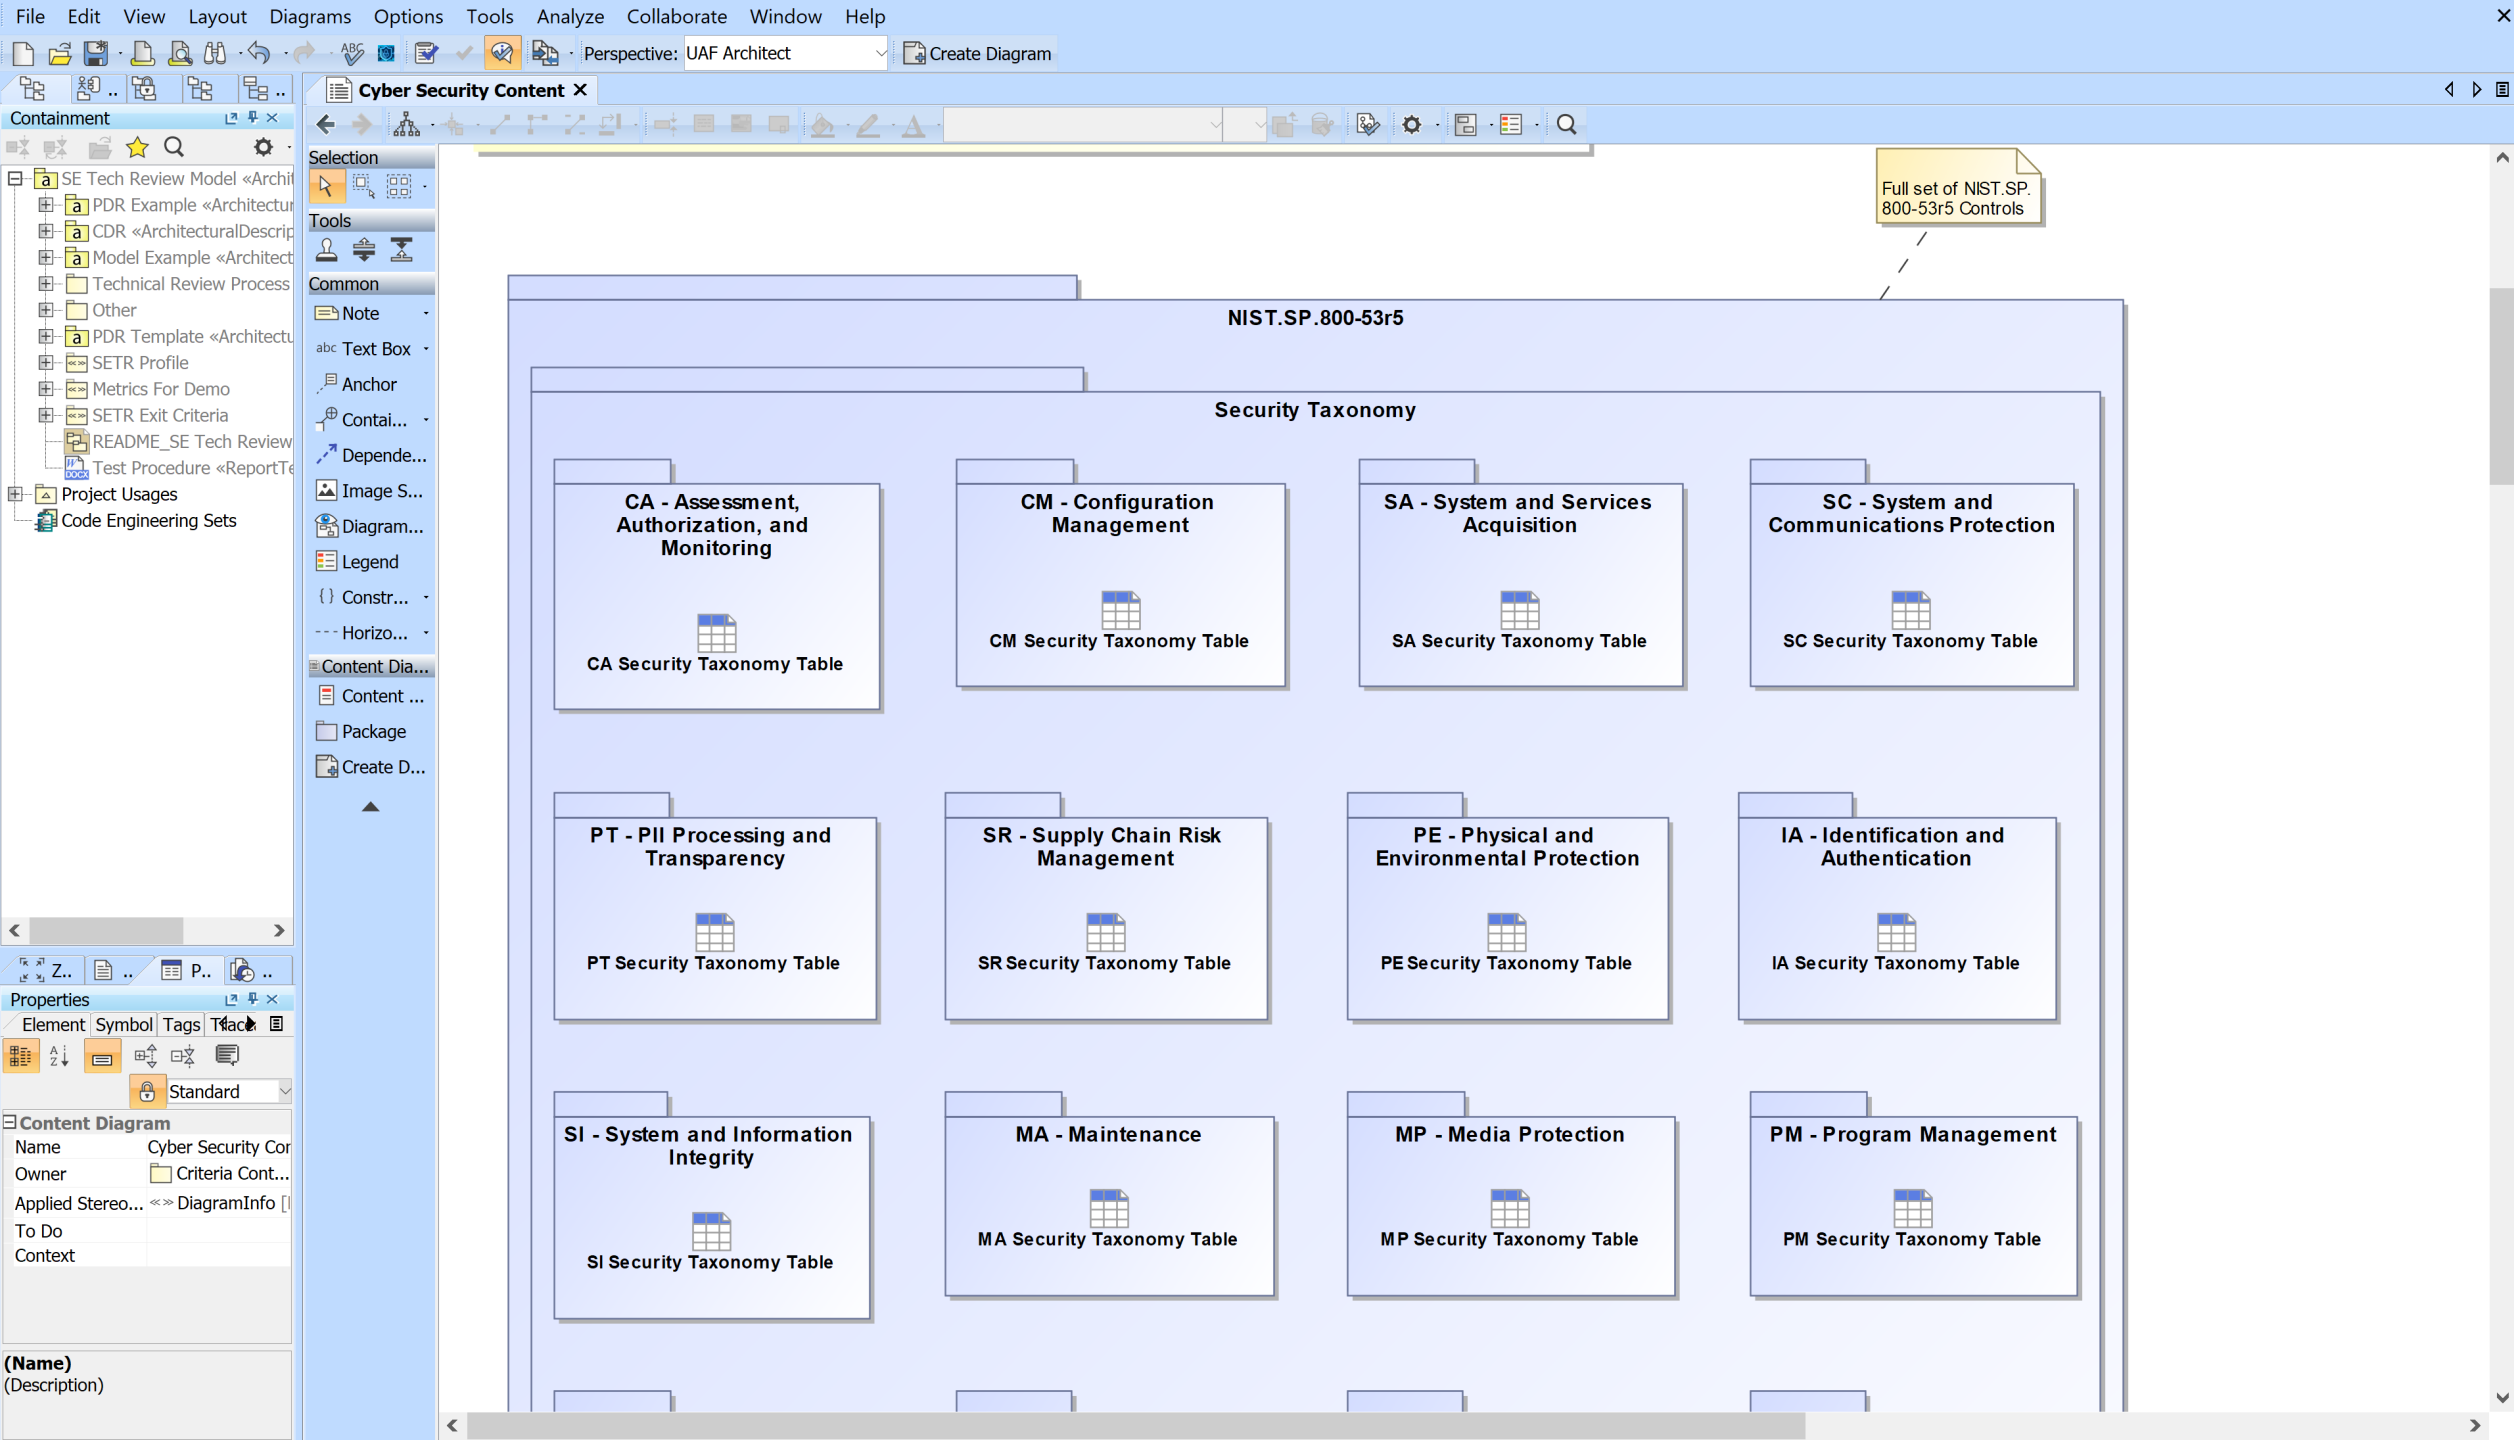 File Edit View Layout Diagrams Options Tools Analyze Collaborate Window Help
Perspective: UAF Architect Create Diagram
Cyber Security Content
Containment
SE Tech Review Model «Archit
PDR Example «Architectur
CDR «ArchitecturalDescrip
Model Example «Architect
Technical Review Process
Other
PDR Template «Architectu
SETR Profile
Metrics For Demo
SETR Exit Criteria
README_SE Tech Review
Test Procedure «ReportTe
Project Usages
Code Engineering Sets
Z.. .. P.. ..
Properties
Element Symbol Tags Trace
Standard
Content Diagram
Name Cyber Security Con
Owner Criteria Cont...
Applied Stereo... «» DiagramInfo [
To Do
Context
(Name)
(Description)
Selection
Tools
Common
Note
abc Text Box
Anchor
Contai...
Depende...
Image S...
Diagram...
Legend
{} Constr...
Horizo...
Content Dia...
Content ...
Package
Create D...
Full set of NIST.SP.
800-53r5 Controls
NIST.SP.800-53r5
Security Taxonomy
CA - Assessment,
Authorization, and
Monitoring
CA Security Taxonomy Table
CM - Configuration
Management
CM Security Taxonomy Table
SA - System and Services
Acquisition
SA Security Taxonomy Table
SC - System and
Communications Protection
SC Security Taxonomy Table
PT - PII Processing and
Transparency
PT Security Taxonomy Table
SR - Supply Chain Risk
Management
SR Security Taxonomy Table
PE - Physical and
Environmental Protection
PE Security Taxonomy Table
IA - Identification and
Authentication
IA Security Taxonomy Table
SI - System and Information
Integrity
SI Security Taxonomy Table
MA - Maintenance
MA Security Taxonomy Table
MP - Media Protection
MP Security Taxonomy Table
PM - Program Management
PM Security Taxonomy Table